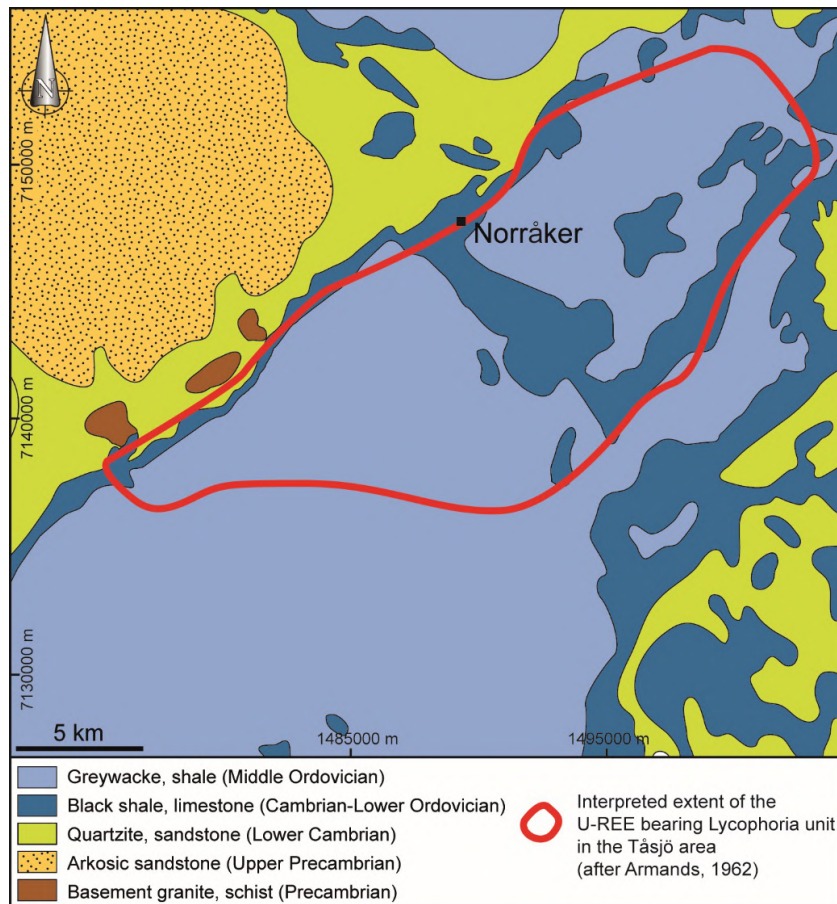 N
7150000 m
Norråker
7140000 m
7130000 m
5 km
1485000 m
1495000 m
Greywacke, shale (Middle Ordovician)
Black shale, limestone (Cambrian-Lower Ordovician)
Quartzite, sandstone (Lower Cambrian)
Arkosic sandstone (Upper Precambrian)
Basement granite, schist (Precambrian)
Interpreted extent of the
U-REE bearing Lycophoria unit
in the Tåsjö area
(after Armands, 1962)